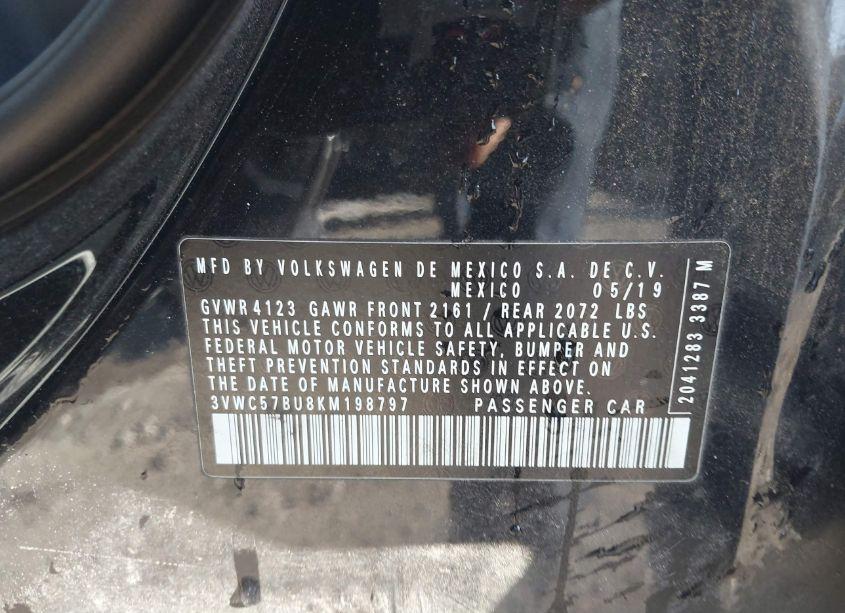 MFD BY VOLKSWAGEN DE MEXICO S.A. DE C.V.
MEXICO 05/19
GVWR 4123 GAWR FRONT 2161 / REAR 2072 LBS
THIS VEHICLE CONFORMS TO ALL APPLICABLE U.S.
FEDERAL MOTOR VEHICLE SAFETY, BUMPER AND
THEFT PREVENTION STANDARDS IN EFFECT ON
THE DATE OF MANUFACTURE SHOWN ABOVE.
3VWC57BU8KM198797 PASSENGER CAR
2041283 3387 M